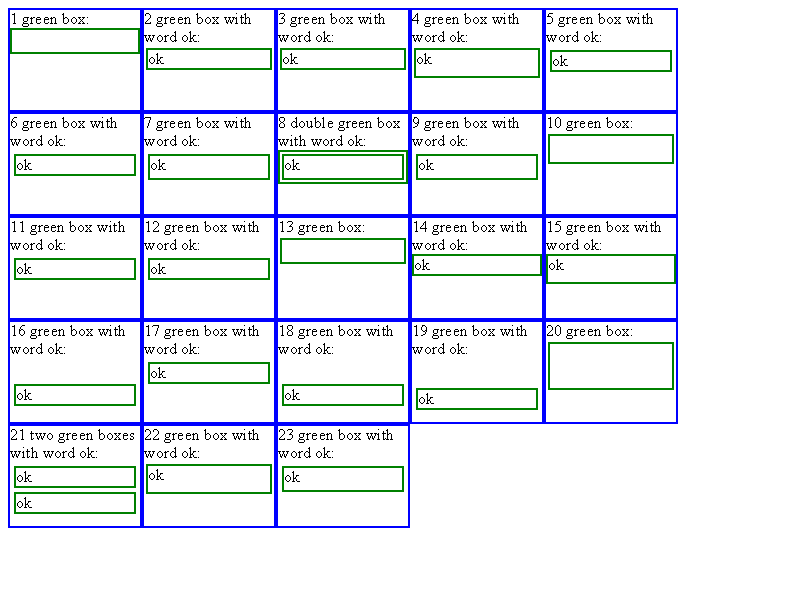 1 green box:
2 green box with
word ok:
ok
3 green box with
word ok:
ok
4 green box with
word ok:
ok
5 green box with
word ok:
ok
6 green box with
word ok:
ok
7 green box with
word ok:
ok
8 double green box
with word ok:
ok
9 green box with
word ok:
ok
10 green box:
11 green box with
word ok:
ok
12 green box with
word ok:
ok
13 green box:
14 green box with
word ok:
ok
15 green box with
word ok:
ok
16 green box with
word ok:
ok
17 green box with
word ok:
ok
18 green box with
word ok:
ok
19 green box with
word ok:
ok
20 green box:
21 two green boxes
with word ok:
ok
ok
22 green box with
word ok:
ok
23 green box with
word ok:
ok